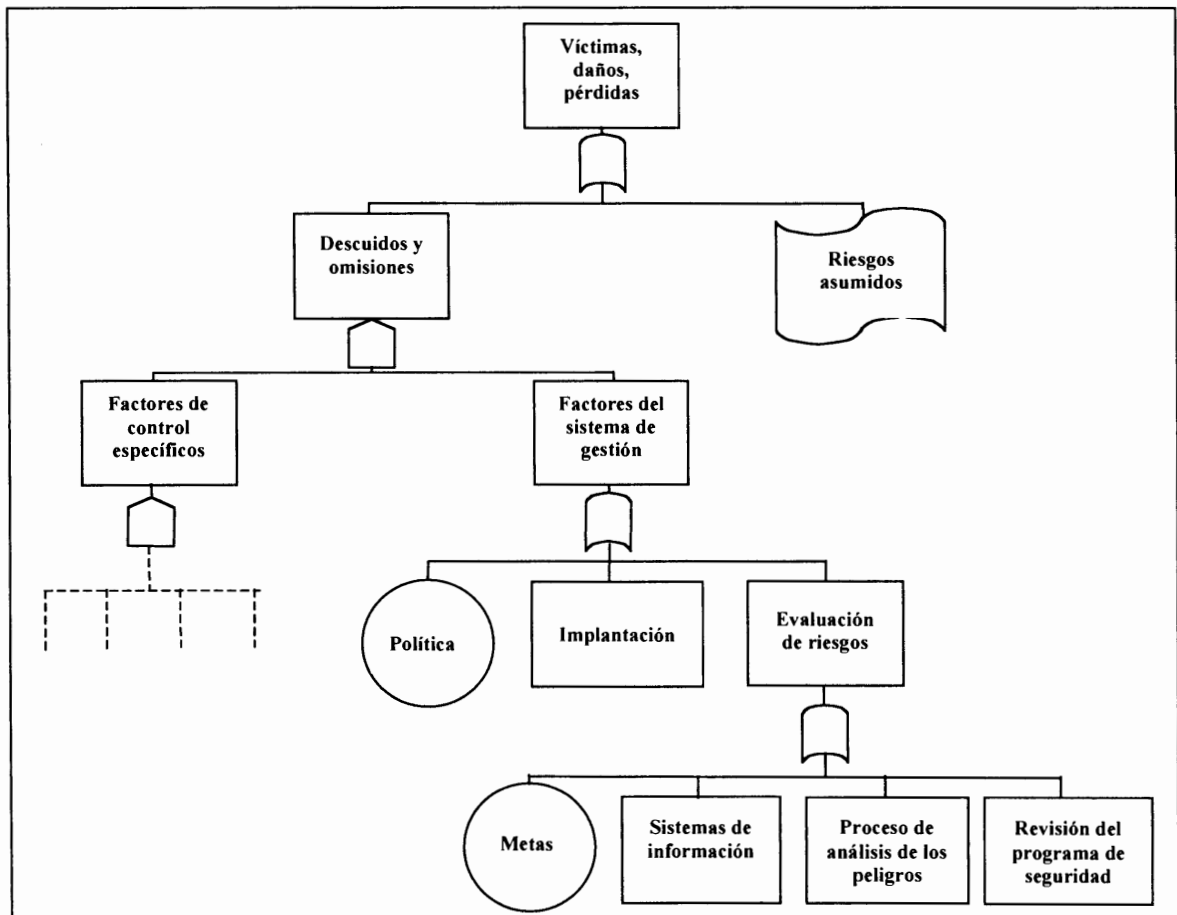 Víctimas,
daños,
pérdidas
Descuidos y
omisiones
Riesgos
asumidos
Factores de
control
específicos
Factores del
sistema de
gestión
Política
Implantación
Evaluación
de riesgos
Metas
Sistemas de
información
Proceso de
análisis de los
peligros
Revisión del
programa de
seguridad